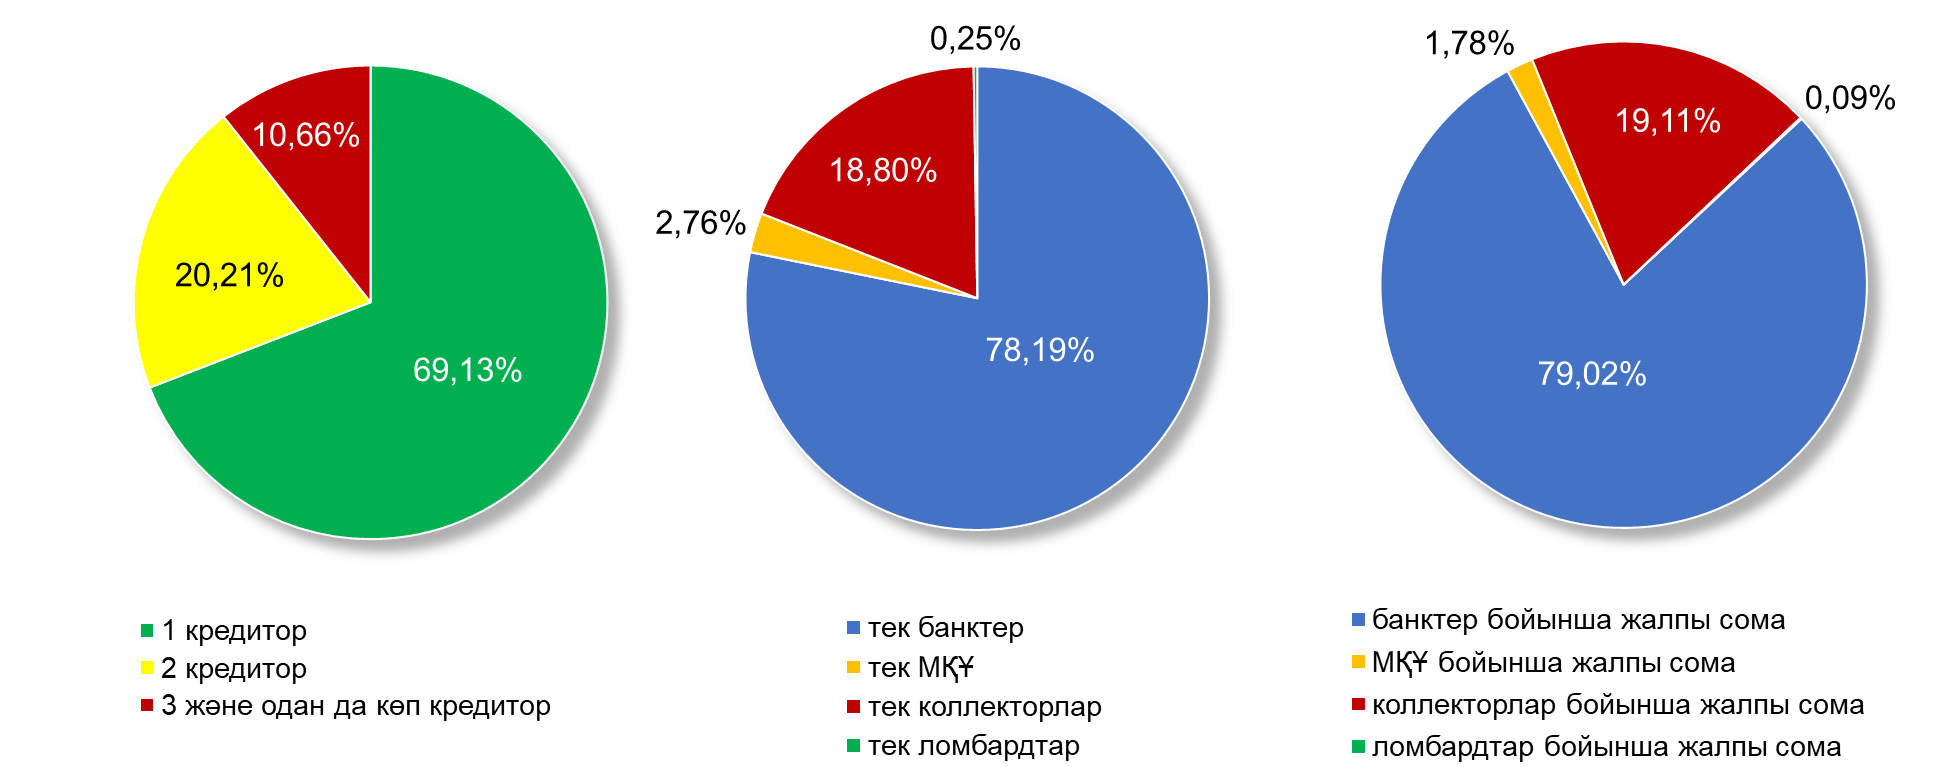 10,66%
20,21%
69,13%
1 кредитор
2 кредитор
3 және одан да көп кредитор
0,25%
18,80%
2,76%
78,19%
тек банктер
тек МҚҰ
тек коллекторлар
тек ломбардтар
1,78%
0,09%
19,11%
79,02%
банктер бойынша жалпы сома
МҚҰ бойынша жалпы сома
коллекторлар бойынша жалпы сома
ломбардтар бойынша жалпы сома